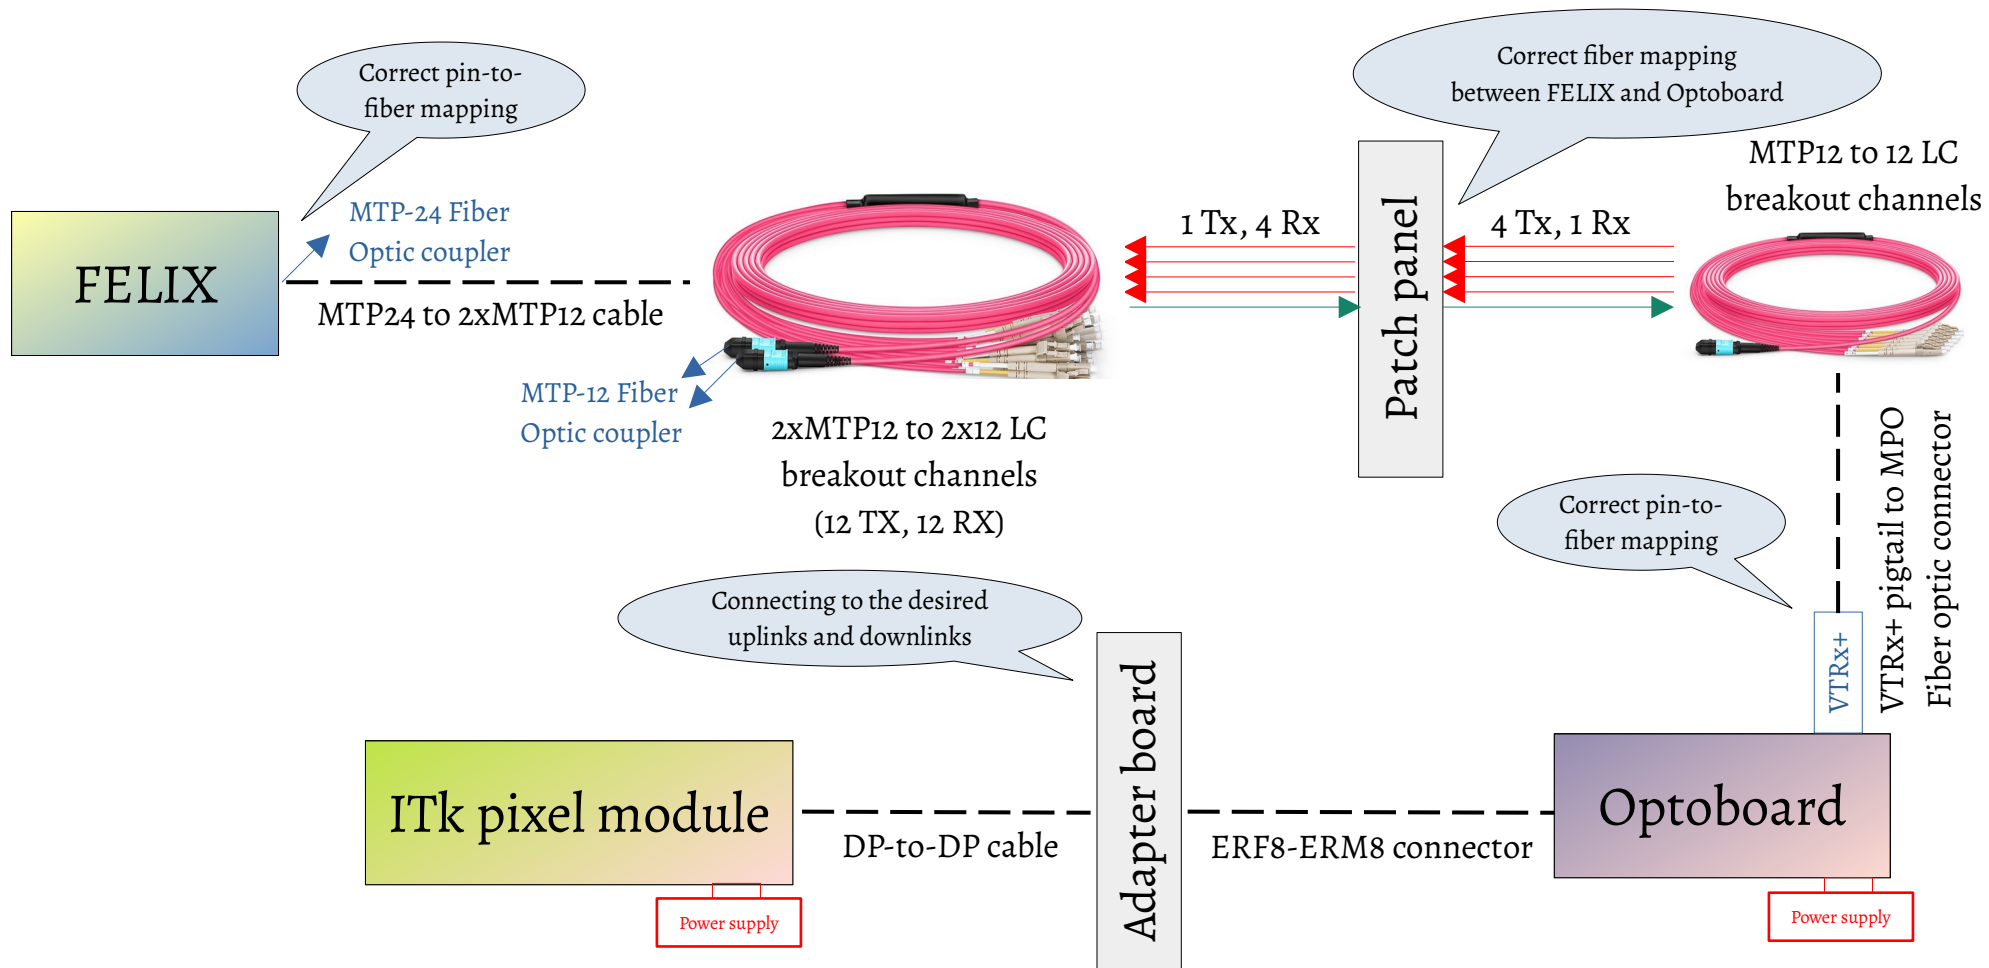 Correct pin-to-
fiber mapping
Correct fiber mapping
between FELIX and Optoboard
MTP12 to 12 LC
breakout channels
MTP-24 Fiber
Optic coupler
FELIX
MTP24 to 2xMTP12 cable
1 Tx, 4 Rx
Patch panel
4 Tx, 1 Rx
MTP-12 Fiber
Optic coupler
2xMTP12 to 2x12 LC
breakout channels
(12 TX, 12 RX)
Correct pin-to-
fiber mapping
VTRx+ pigtail to MPO
Fiber optic connector
VTRx+
Connecting to the desired
uplinks and downlinks
ITk pixel module
DP-to-DP cable
Adapter board
ERF8-ERM8 connector
Optoboard
Power supply
Power supply